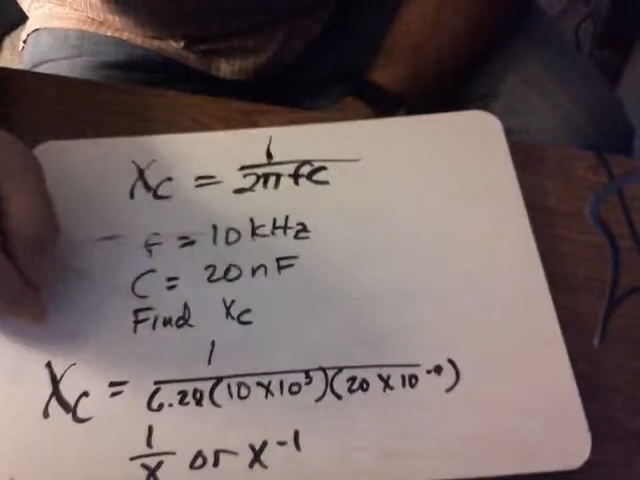 Xc = 1/2πfC
f = 10 kHz
C = 20 nF
Find Xc
Xc = 1/6.28(10 x 10³)(20 x 10⁻⁹)
1/x or x⁻¹